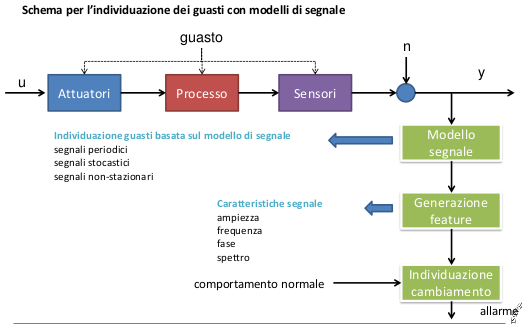 Schema per l'individuazione dei guasti con modelli di segnale
guasto
n
u
y
Attuatori
Processo
Sensori
Individuazione guasti basata sul modello di segnale
segnali periodici
segnali stocastici
segnali non-stazionari
Modello
segnale
Caratteristiche segnale
ampiezza
frequenza
fase
spettro
Generazione
feature
comportamento normale
Individuazione
cambiamento
allarme